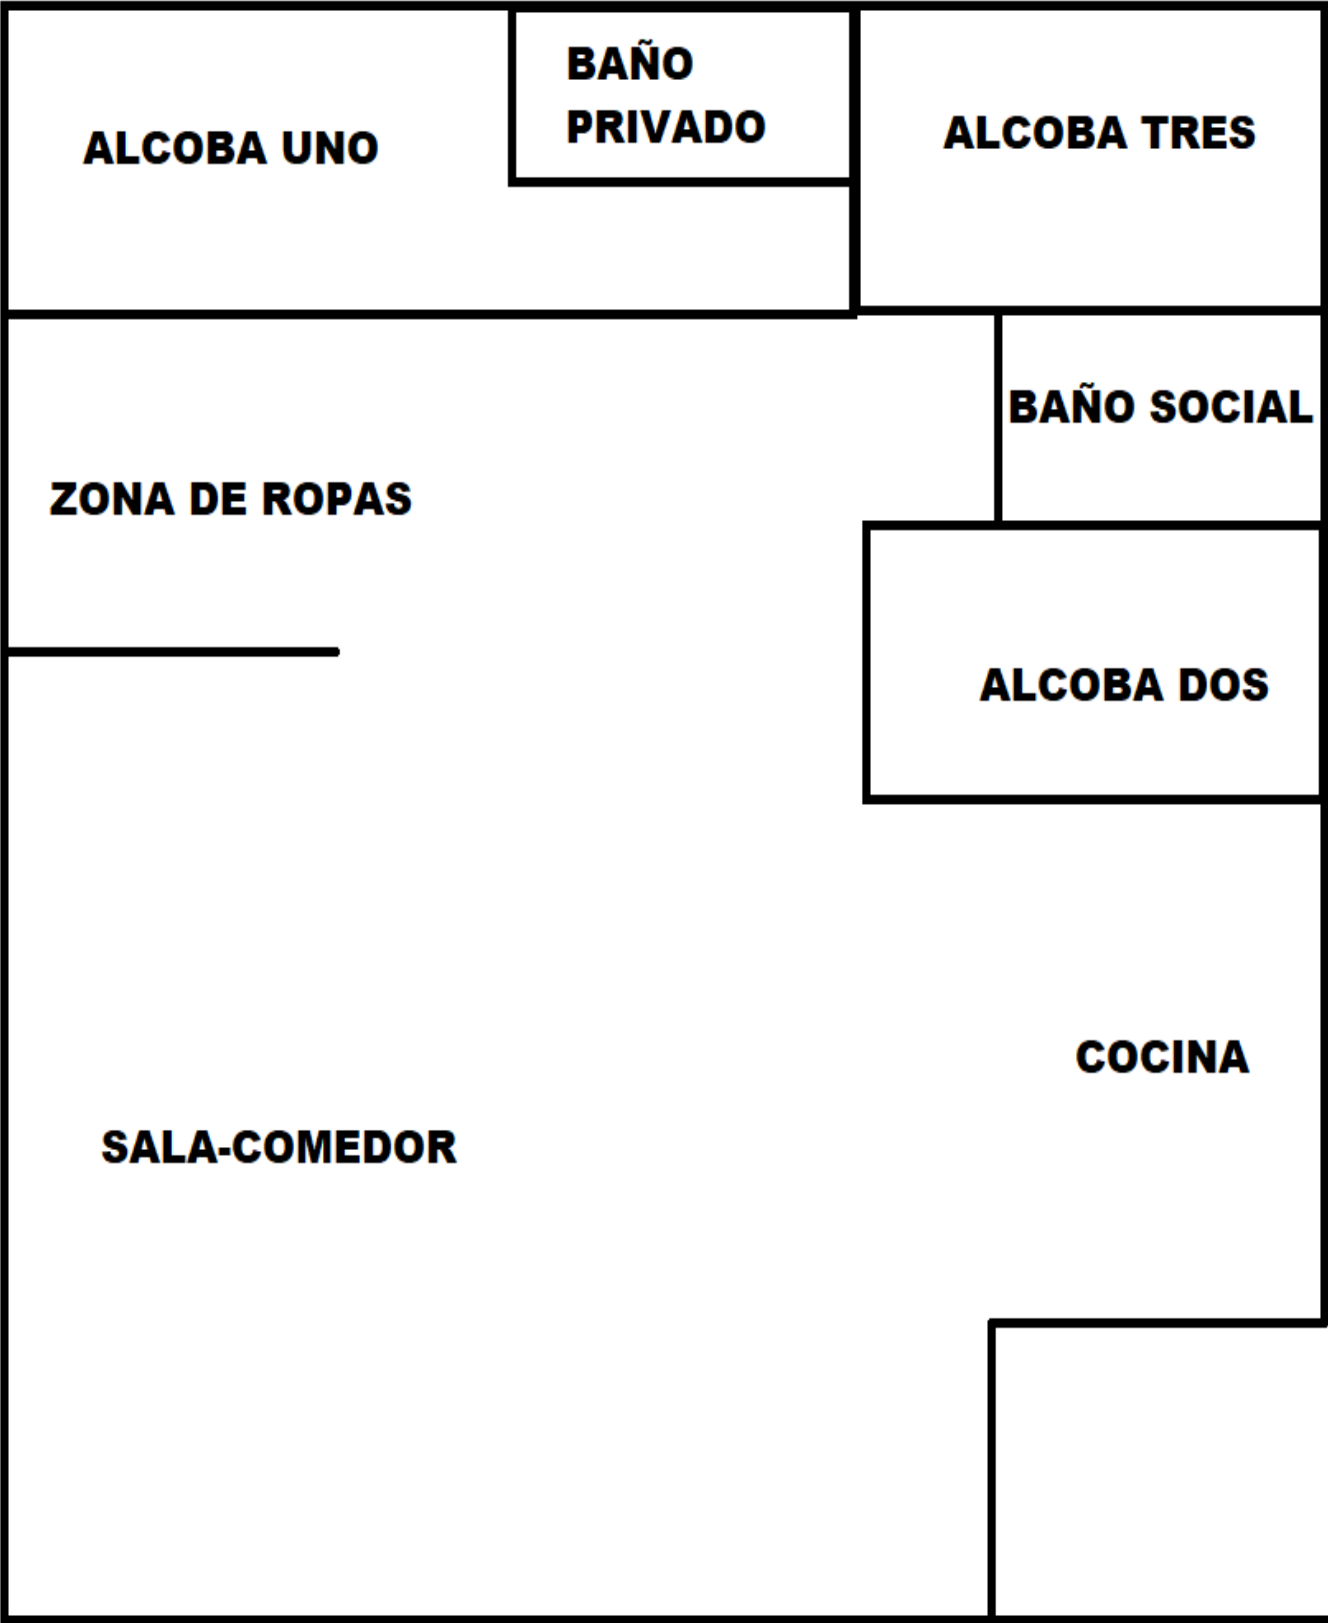 BAÑO
PRIVADO
ALCOBA UNO
ALCOBA TRES
BAÑO SOCIAL
ZONA DE ROPAS
ALCOBA DOS
COCINA
SALA-COMEDOR